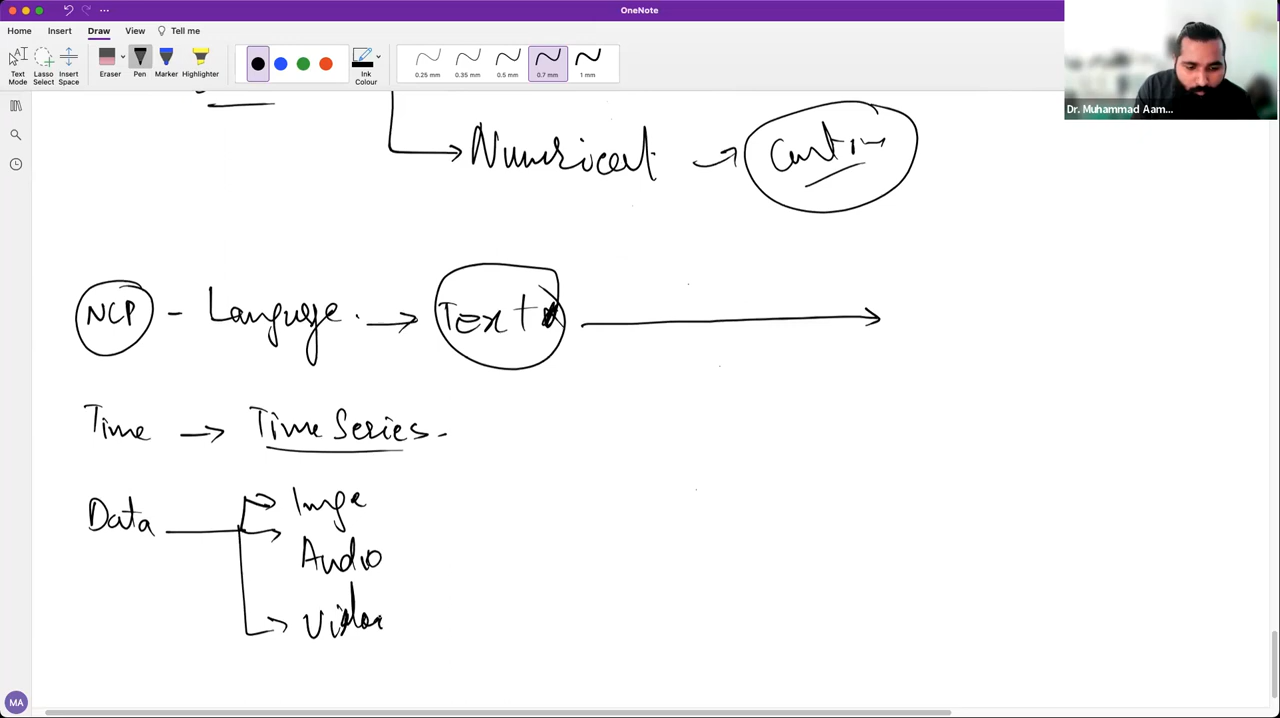 OneNote
Home Insert Draw View Tell me
Text Mode
Lasso Select
Insert Space
Eraser
Pen
Marker
Highlighter
Ink Colour
0.25 mm
0.35 mm
0.5 mm
0.7 mm
1 mm
Dr. Muhammad Aam...
Numerical →
NLP - Language. → Text →
Time → Time Series.
Data → Image
→ Audio
→ Video
MA